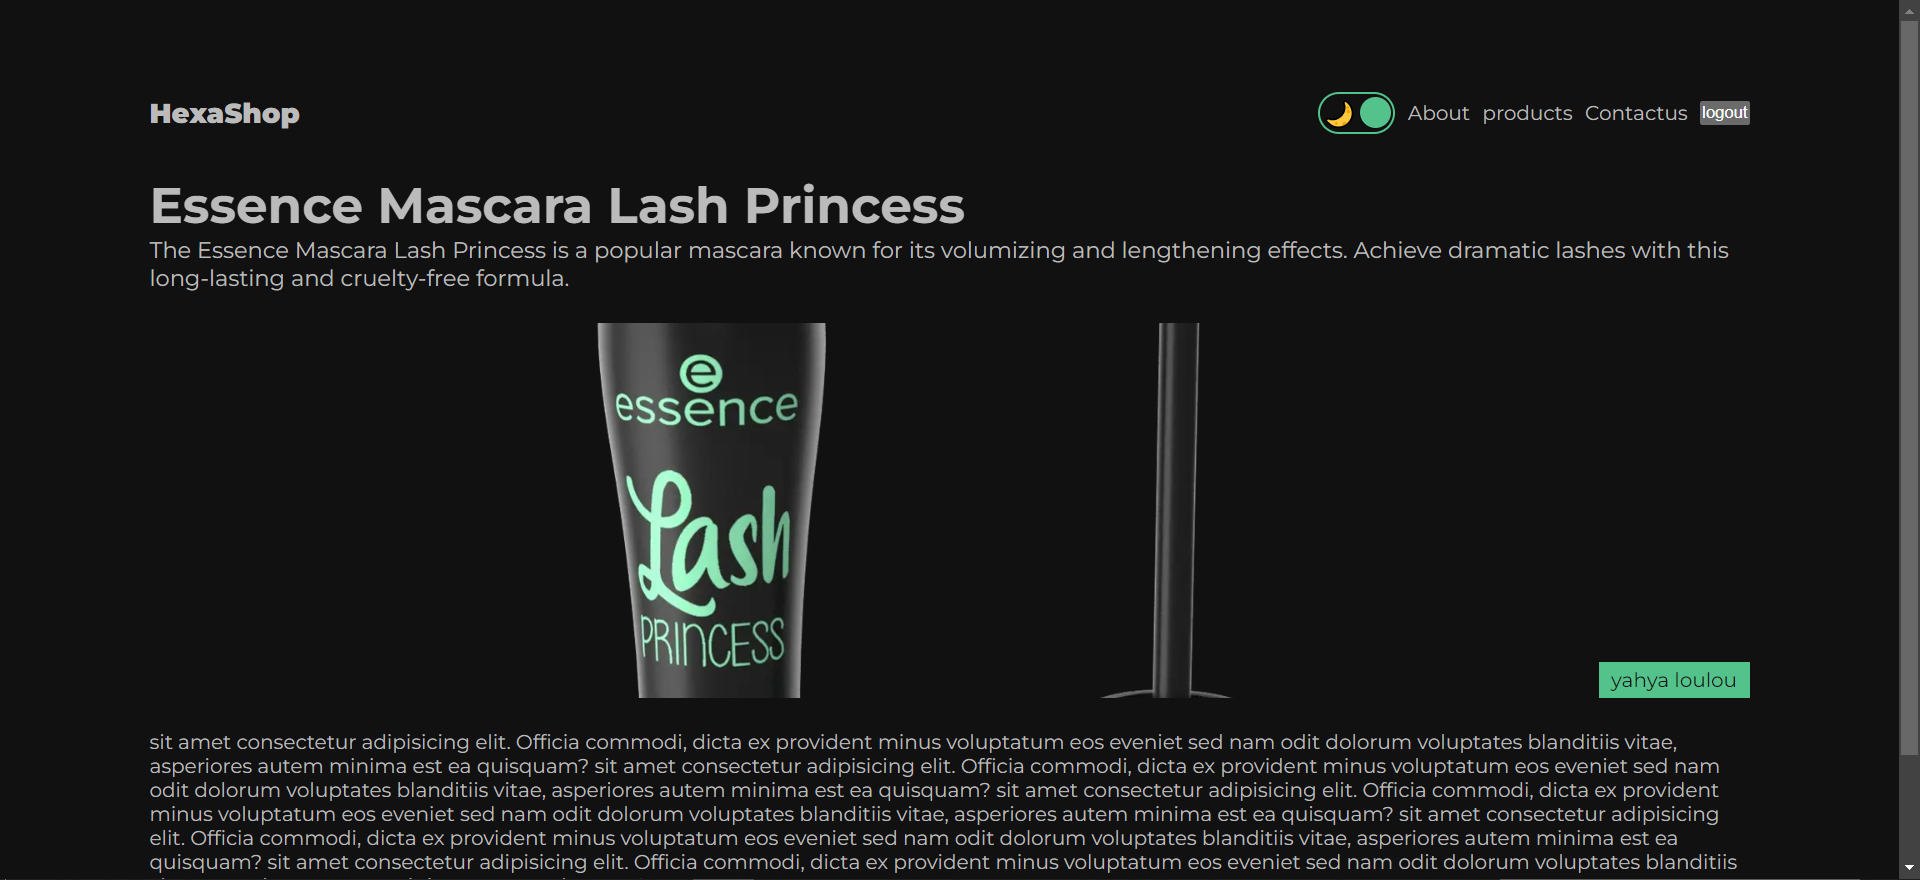 HexaShop
About products Contactus logout
Essence Mascara Lash Princess
The Essence Mascara Lash Princess is a popular mascara known for its volumizing and lengthening effects. Achieve dramatic lashes with this
long-lasting and cruelty-free formula.
e
essence
Lash
PRINCESS
yahya loulou
sit amet consectetur adipisicing elit. Officia commodi, dicta ex provident minus voluptatum eos eveniet sed nam odit dolorum voluptates blanditiis vitae,
asperiores autem minima est ea quisquam? sit amet consectetur adipisicing elit. Officia commodi, dicta ex provident minus voluptatum eos eveniet sed nam
odit dolorum voluptates blanditiis vitae, asperiores autem minima est ea quisquam? sit amet consectetur adipisicing elit. Officia commodi, dicta ex provident
minus voluptatum eos eveniet sed nam odit dolorum voluptates blanditiis vitae, asperiores autem minima est ea quisquam? sit amet consectetur adipisicing
elit. Officia commodi, dicta ex provident minus voluptatum eos eveniet sed nam odit dolorum voluptates blanditiis vitae, asperiores autem minima est ea
quisquam? sit amet consectetur adipisicing elit. Officia commodi, dicta ex provident minus voluptatum eos eveniet sed nam odit dolorum voluptates blanditiis